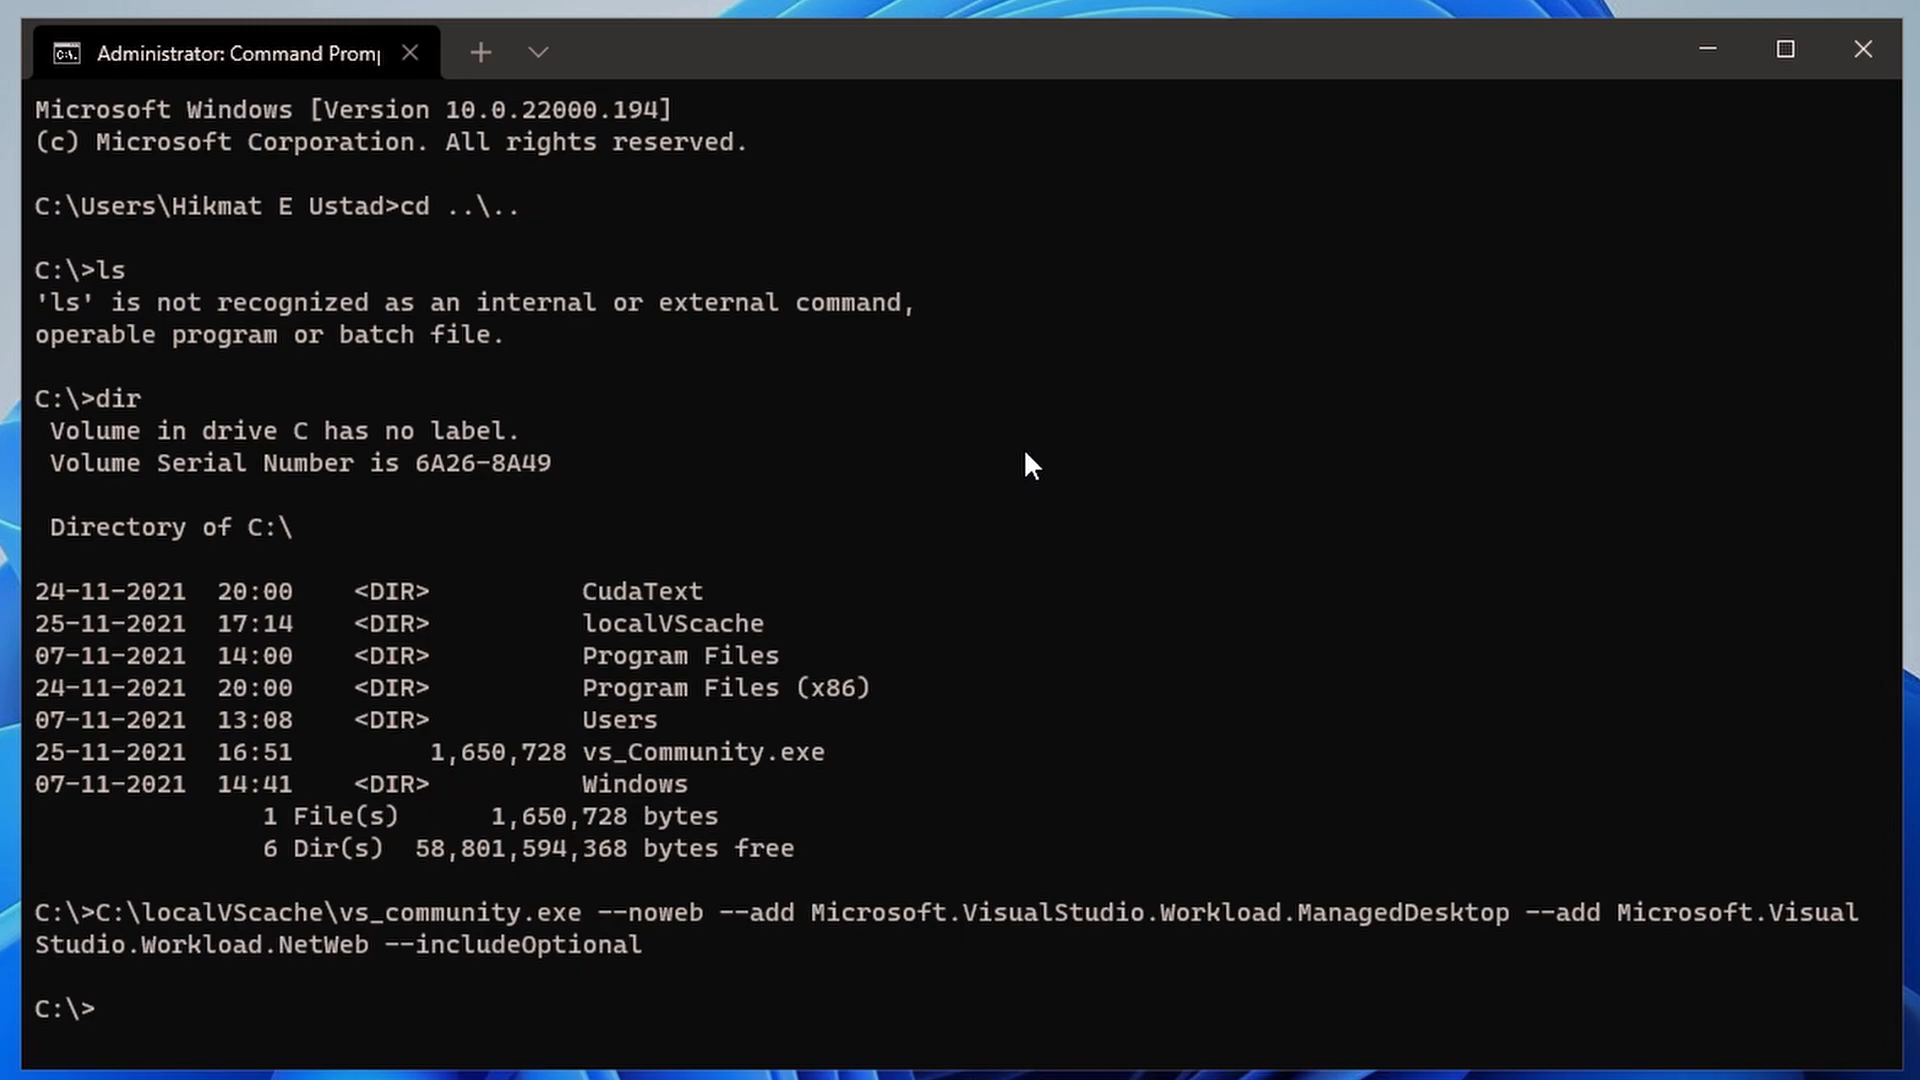 Administrator: Command Prom
Microsoft Windows [Version 10.0.22000.194]
(c) Microsoft Corporation. All rights reserved.
C:\Users\Hikmat E Ustad>cd ..\..
C:\>ls
'ls' is not recognized as an internal or external command,
operable program or batch file.
C:\>dir
 Volume in drive C has no label.
 Volume Serial Number is 6A26-8A49
 Directory of C:\
24-11-2021  20:00    <DIR>          CudaText
25-11-2021  17:14    <DIR>          localVScache
07-11-2021  14:00    <DIR>          Program Files
24-11-2021  20:00    <DIR>          Program Files (x86)
07-11-2021  13:08    <DIR>          Users
25-11-2021  16:51         1,650,728 vs_Community.exe
07-11-2021  14:41    <DIR>          Windows
               1 File(s)      1,650,728 bytes
               6 Dir(s)  58,801,594,368 bytes free
C:\>C:\localVScache\vs_community.exe --noweb --add Microsoft.VisualStudio.Workload.ManagedDesktop --add Microsoft.Visual
Studio.Workload.NetWeb --includeOptional
C:\>